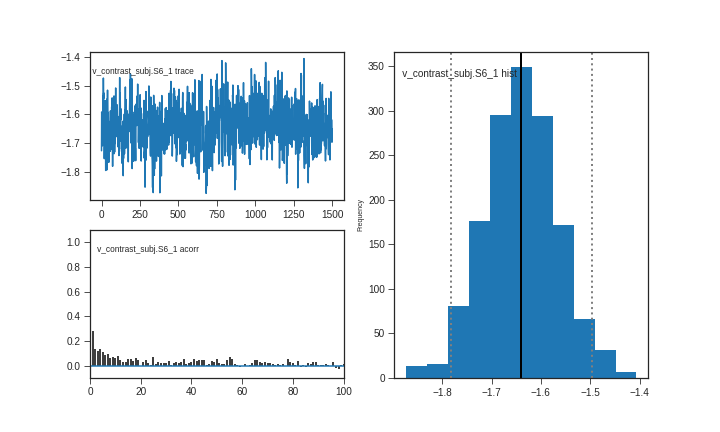 −1.4
−1.5
−1.6
−1.7
−1.8
v_contrast_subj.S6_1 trace
0 250 500 750 1000 1250 1500
1.0
0.8
0.6
0.4
0.2
0.0
v_contrast_subj.S6_1 acorr
0 20 40 60 80 100
350
300
250
200
150
100
50
0
Frequency
v_contrast_subj.S6_1 hist
−1.8 −1.7 −1.6 −1.5 −1.4